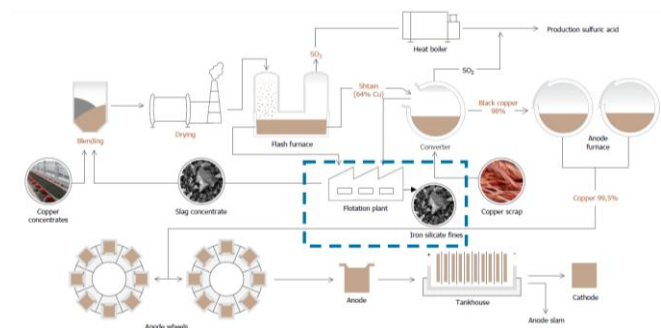 Production sulfuric acid
Heat boiler
SO2
SO2
Shtain
(64% Cu)
Black copper
98%
Blending
Drying
Flash furnace
Converter
Anode
furnace
Copper
concentrates
Slag concentrate
Flotation plant
Iron silicate fines
Copper scrap
Copper 99,5%
Anode wheels
Anode
Tankhouse
Cathode
Anode slam